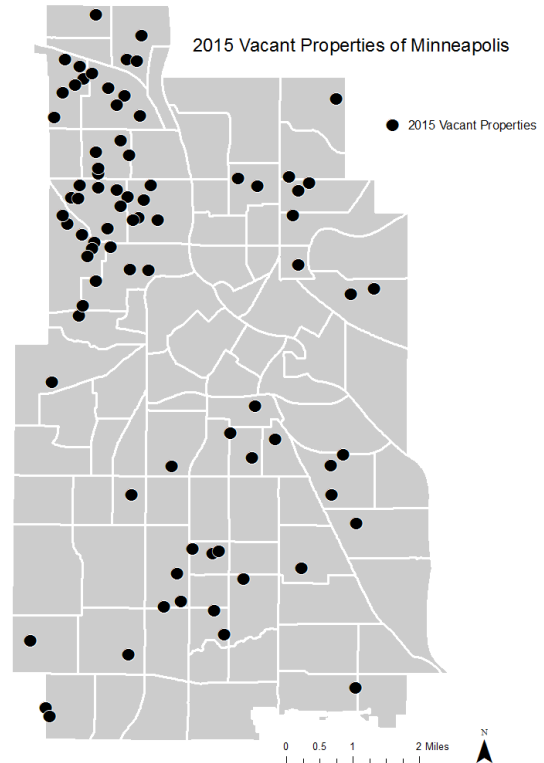 2015 Vacant Properties of Minneapolis
2015 Vacant Properties
0 0.5 1 2 Miles
N